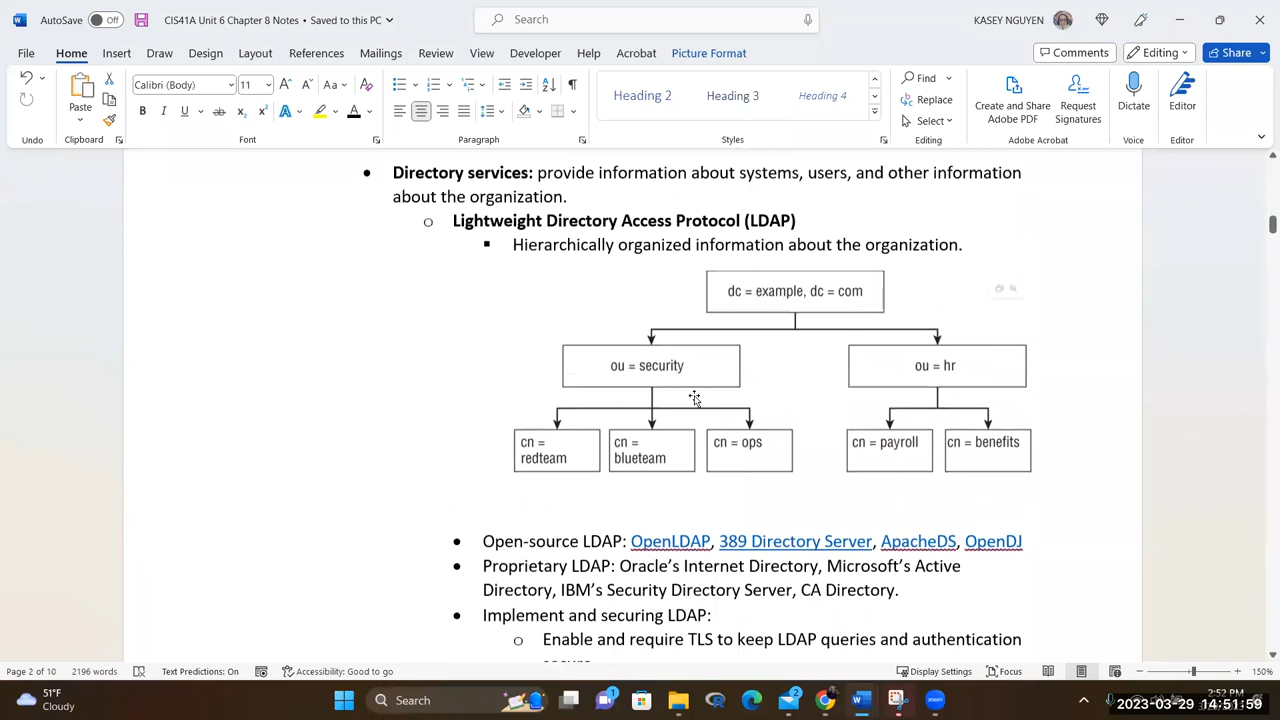 AutoSave Off CIS41A Unit 6 Chapter 8 Notes • Saved to this PC Search KASEY NGUYEN
File Home Insert Draw Design Layout References Mailings Review View Developer Help Acrobat Picture Format Comments Editing Share
Calibri (Body) 11 Aa Heading 2 Heading 3 Heading 4 Find
Paste Replace Create and Share Adobe PDF Request Signatures Dictate Editor
B I U ab x₂ x² A A Select
Undo Clipboard Font Paragraph Styles Editing Adobe Acrobat Voice Editor
• Directory services: provide information about systems, users, and other information
about the organization.
o Lightweight Directory Access Protocol (LDAP)
▪ Hierarchically organized information about the organization.
dc = example, dc = com
ou = security ou = hr
cn = redteam cn = blueteam cn = ops cn = payroll cn = benefits
• Open-source LDAP: OpenLDAP, 389 Directory Server, ApacheDS, OpenDJ
• Proprietary LDAP: Oracle’s Internet Directory, Microsoft’s Active
Directory, IBM’s Security Directory Server, CA Directory.
• Implement and securing LDAP:
o Enable and require TLS to keep LDAP queries and authentication
Page 2 of 10 2196 words Text Predictions: On Accessibility: Good to go Display Settings Focus 150%
51°F
Cloudy
Search
2:52 PM
2023-03-29 14:51:59